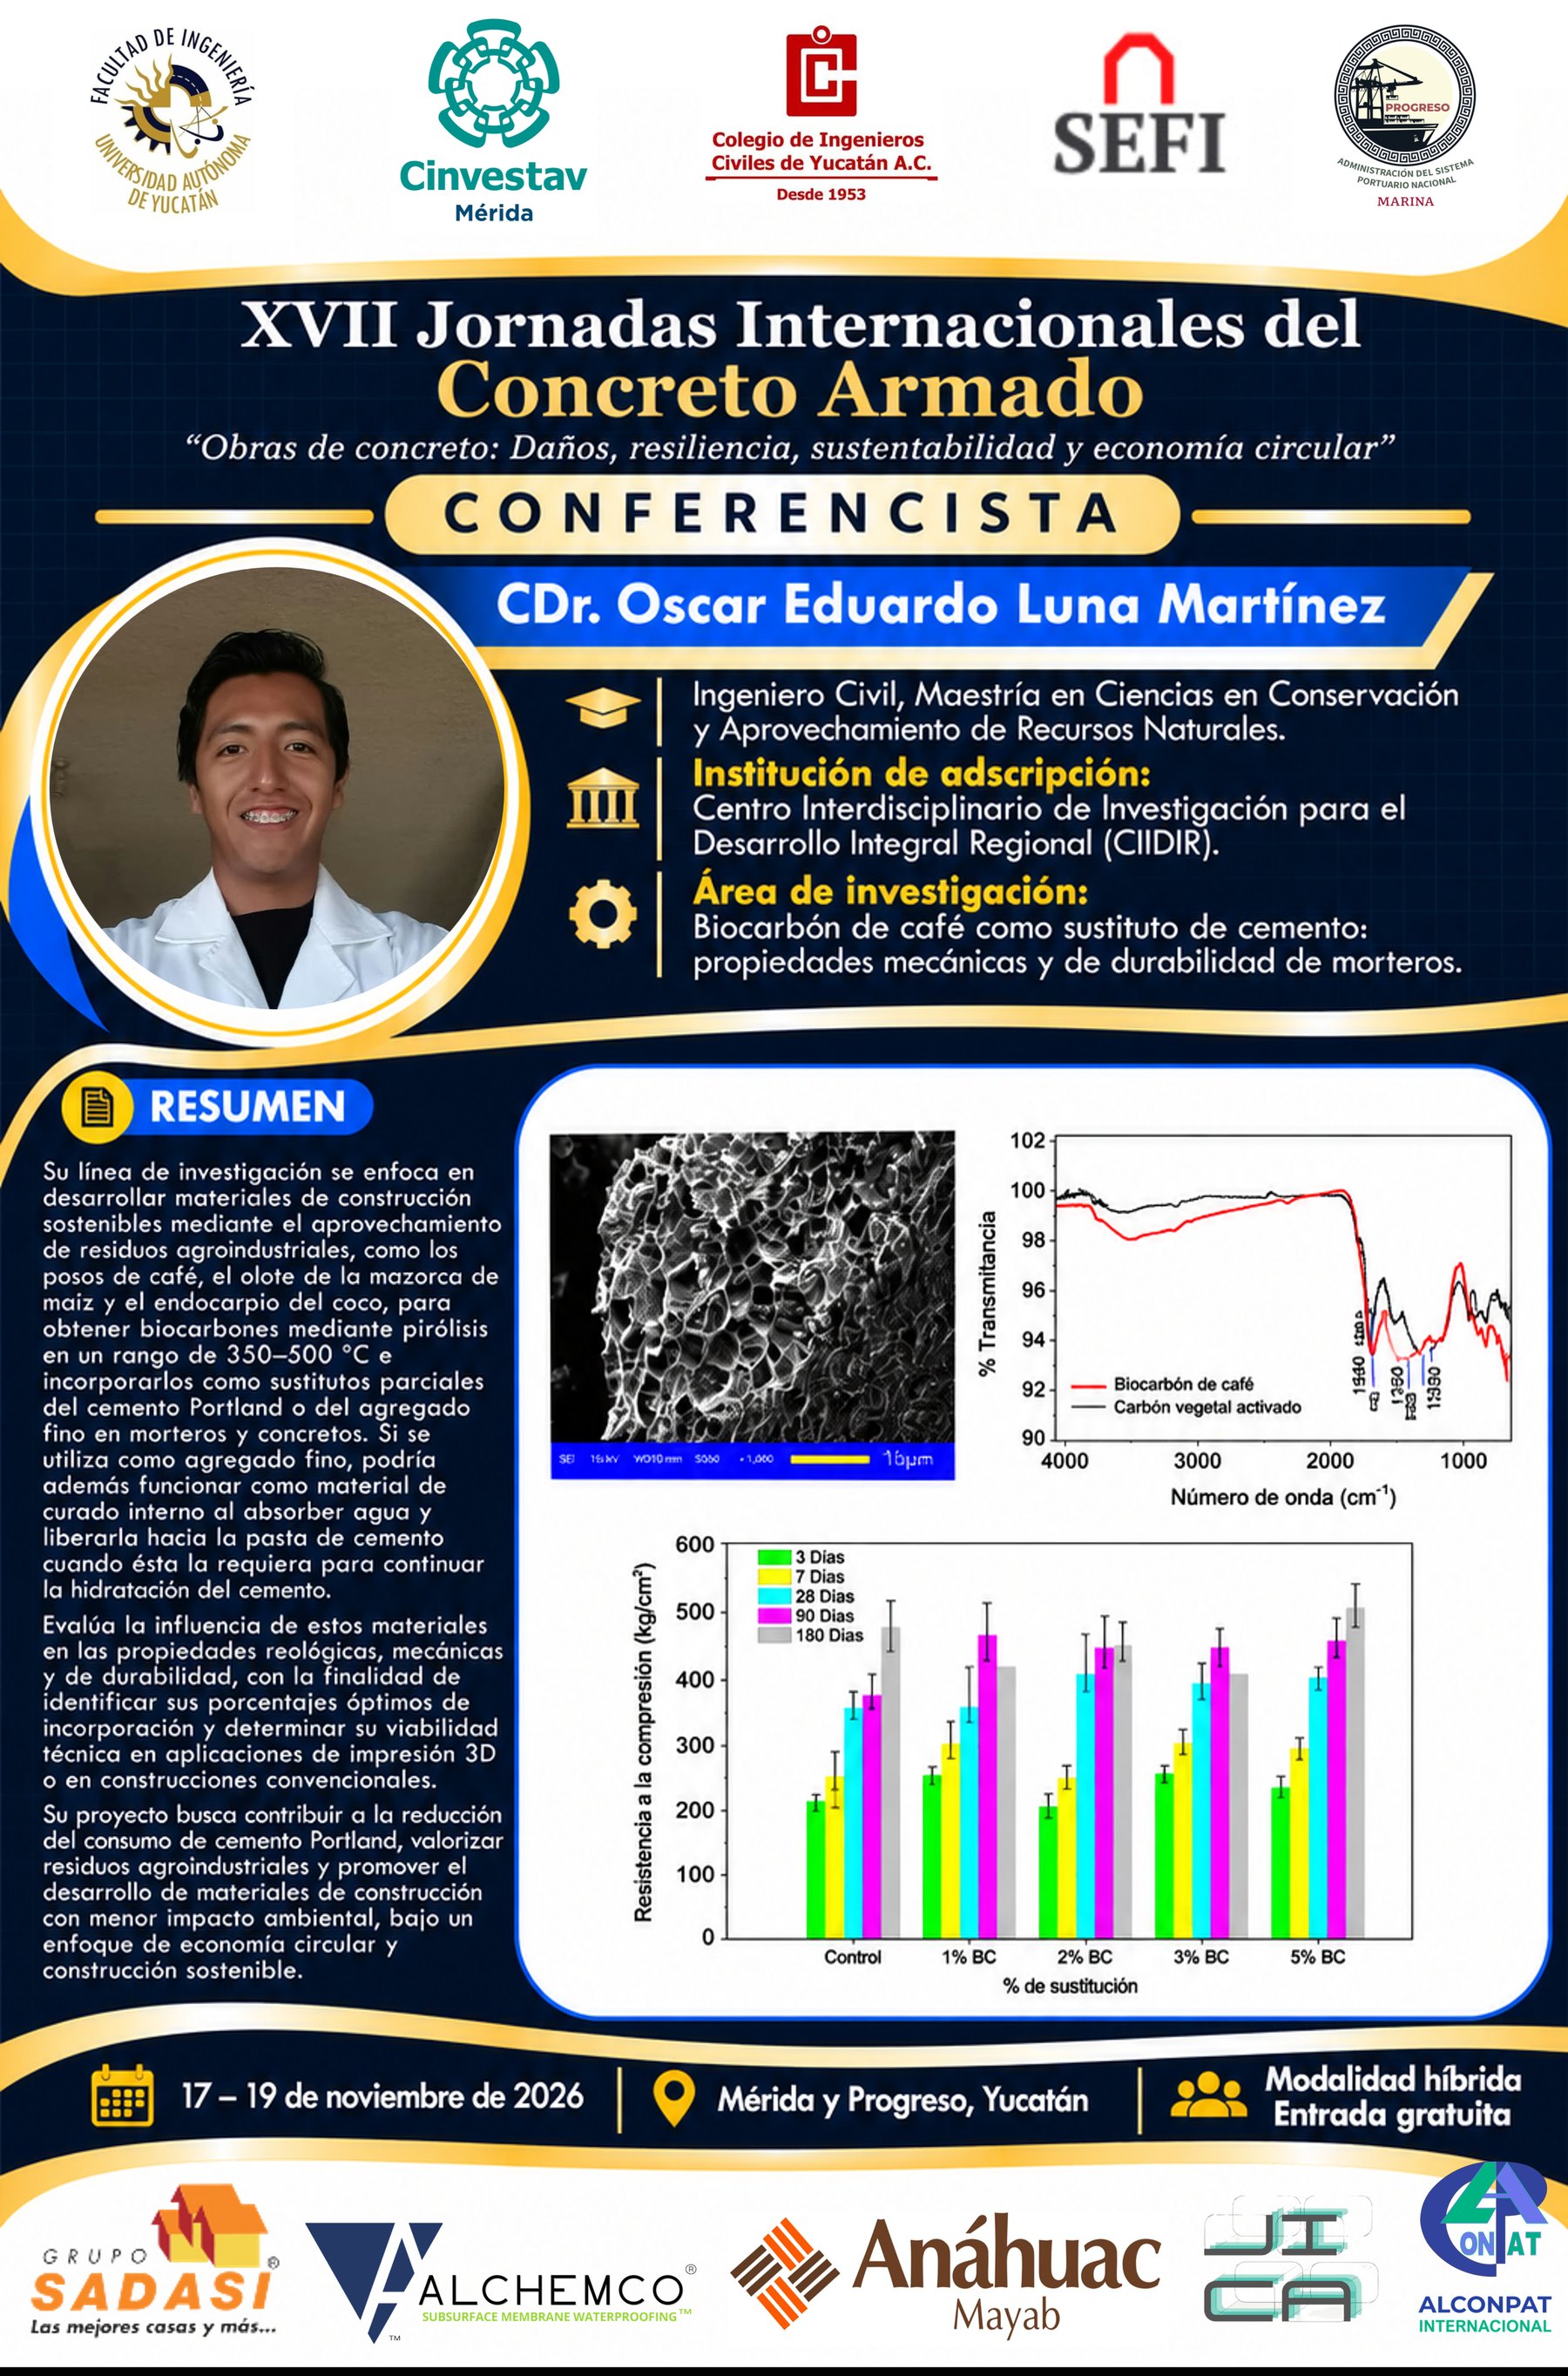 FACULTAD DE INGENIERÍA
UNIVERSIDAD AUTÓNOMA
DE YUCATÁN
Cinvestav
Mérida
Colegio de Ingenieros
Civiles de Yucatán A.C.
Desde 1953
SEFI
PROGRESO
ADMINISTRACIÓN DEL SISTEMA
PORTUARIO NACIONAL
MARINA
XVII Jornadas Internacionales del
Concreto Armado
“Obras de concreto: Daños, resiliencia, sustentabilidad y economía circular”
CONFERENCISTA
CDr. Oscar Eduardo Luna Martínez
Ingeniero Civil, Maestría en Ciencias en Conservación
y Aprovechamiento de Recursos Naturales.
Institución de adscripción:
Centro Interdisciplinario de Investigación para el
Desarrollo Integral Regional (CIIDIR).
Área de investigación:
Biocarbón de café como sustituto de cemento:
propiedades mecánicas y de durabilidad de morteros.
RESUMEN
Su línea de investigación se enfoca en
desarrollar materiales de construcción
sostenibles mediante el aprovechamiento
de residuos agroindustriales, como los
posos de café, el olote de la mazorca de
maiz y el endocarpio del coco, para
obtener biocarbones mediante pirólisis
en un rango de 350–500 °C e
incorporarlos como sustitutos parciales
del cemento Portland o del agregado
fino en morteros y concretos. Si se
utiliza como agregado fino, podría
además funcionar como material de
curado interno al absorber agua y
liberarla hacia la pasta de cemento
cuando ésta la requiera para continuar
la hidratación del cemento.
Evalúa la influencia de estos materiales
en las propiedades reológicas, mecánicas
y de durabilidad, con la finalidad de
identificar sus porcentajes óptimos de
incorporación y determinar su viabilidad
técnica en aplicaciones de impresión 3D
o en construcciones convencionales.
Su proyecto busca contribuir a la reducción
del consumo de cemento Portland, valorizar
residuos agroindustriales y promover el
desarrollo de materiales de construcción
con menor impacto ambiental, bajo un
enfoque de economía circular y
construcción sostenible.
SEI WD10mm
% Transmitancia
102
100
98
96
94
92
90
Biocarbón de café
Carbón vegetal activado
4000 3000 2000 1000
Número de onda (cm-1)
Resistencia a la compresión (kg/cm²)
600
500
400
300
200
100
0
3 Días
7 Dias
28 Dias
90 Dias
180 Dias
Control 1% BC 2% BC 3% BC 5% BC
% de sustitución
17 – 19 de noviembre de 2026
Mérida y Progreso, Yucatán
Modalidad híbrida
Entrada gratuita
GRUPO
SADASI®
Las mejores casas y más...
ALCHEMCO®
SUBSURFACE MEMBRANE WATERPROOFING™
™
Anáhuac
Mayab
JICA
CONPAT
ALCONPAT
INTERNACIONAL